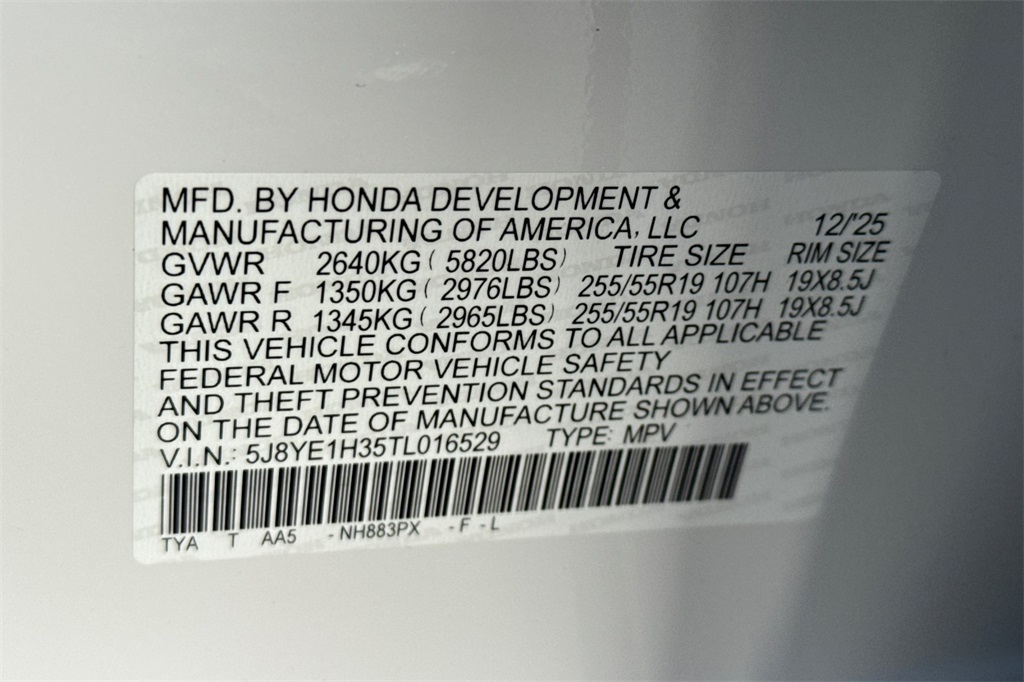 MFD. BY HONDA DEVELOPMENT &
MANUFACTURING OF AMERICA, LLC 12/'25
GVWR 2640KG ( 5820LBS) TIRE SIZE RIM SIZE
GAWR F 1350KG ( 2976LBS) 255/55R19 107H 19X8.5J
GAWR R 1345KG ( 2965LBS) 255/55R19 107H 19X8.5J
THIS VEHICLE CONFORMS TO ALL APPLICABLE
FEDERAL MOTOR VEHICLE SAFETY
AND THEFT PREVENTION STANDARDS IN EFFECT
ON THE DATE OF MANUFACTURE SHOWN ABOVE.
V.I.N.: 5J8YE1H35TL016529 TYPE: MPV
TYA T AA5 - NH883PX - F - L